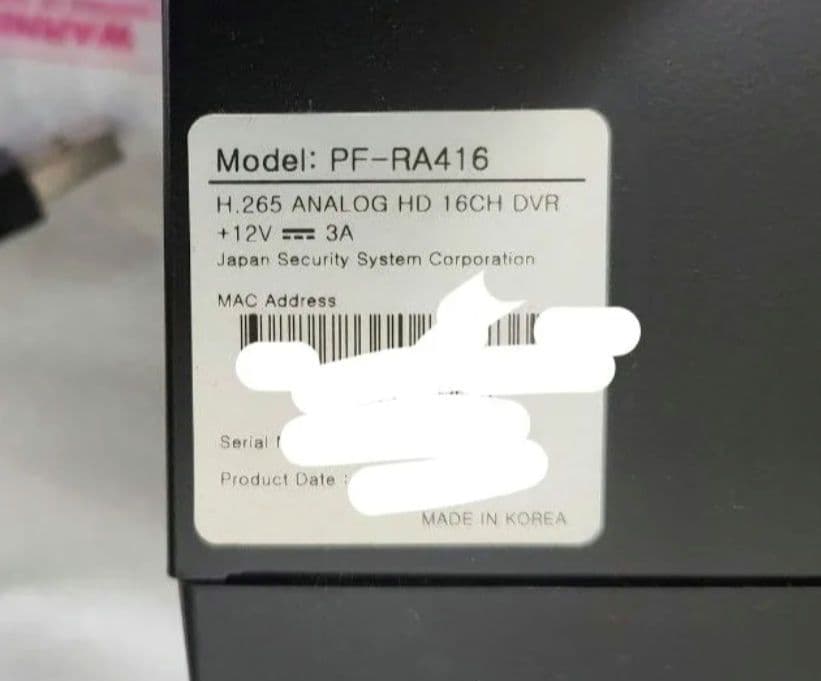 WARNING
Model: PF-RA416
H.265 ANALOG HD 16CH DVR
+12V ⎓ 3A
Japan Security System Corporation
MAC Address
Serial
Product Date :
MADE IN KOREA